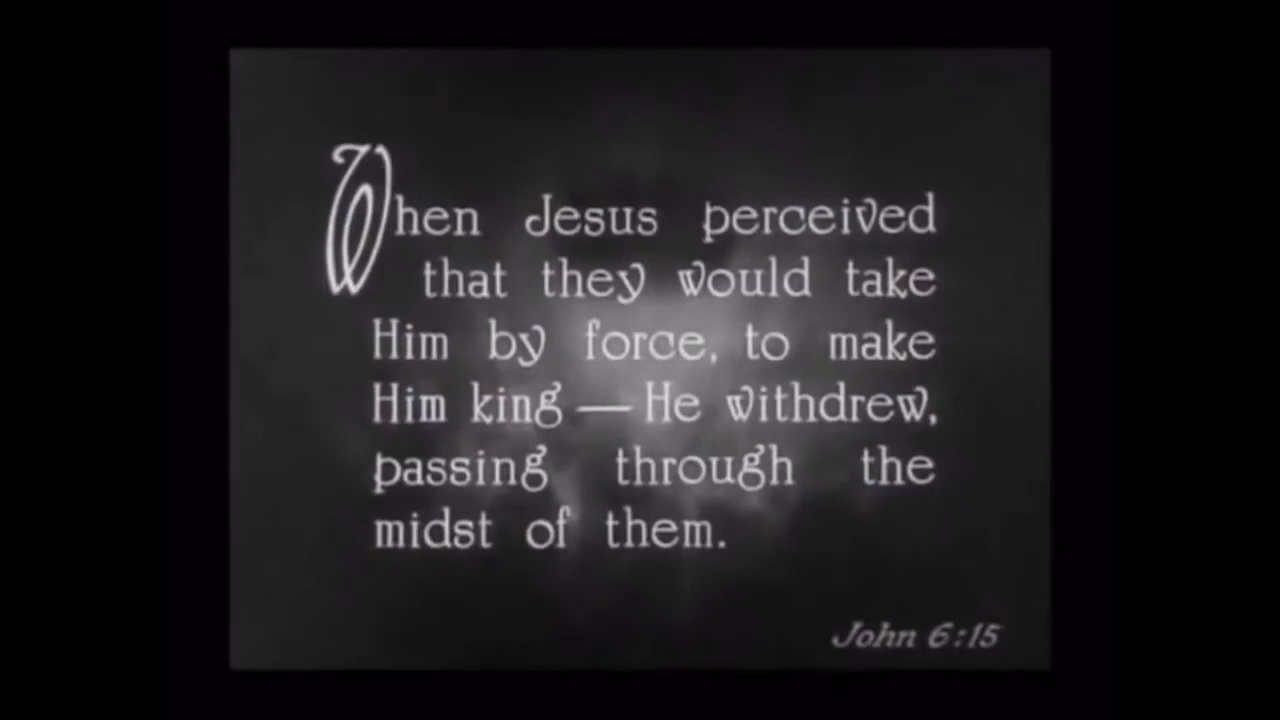 When Jesus perceived
that they would take
Him by force, to make
Him king — He withdrew,
passing through the
midst of them.
John 6:15